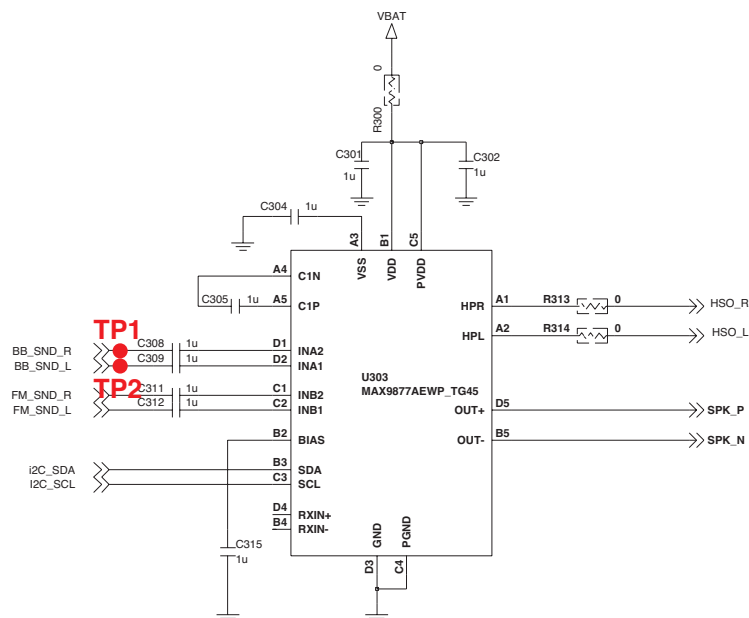 VBAT
0
R300
C301
1u
C302
1u
C304
1u
A3
B1
C5
VSS
VDD
PVDD
A4
C1N
C305
1u
A5
C1P
HPR
A1
R313
0
HSO_R
HPL
A2
R314
0
HSO_L
TP1
BB_SND_R
C308
1u
D1
INA2
BB_SND_L
C309
1u
D2
INA1
TP2
FM_SND_R
C311
1u
C1
INB2
FM_SND_L
C312
1u
C2
INB1
U303
MAX9877AEWP_TG45
OUT+
D5
SPK_P
B2
BIAS
OUT-
B5
SPK_N
i2C_SDA
B3
SDA
I2C_SCL
C3
SCL
D4
RXIN+
B4
RXIN-
C315
1u
GND
PGND
D3
C4